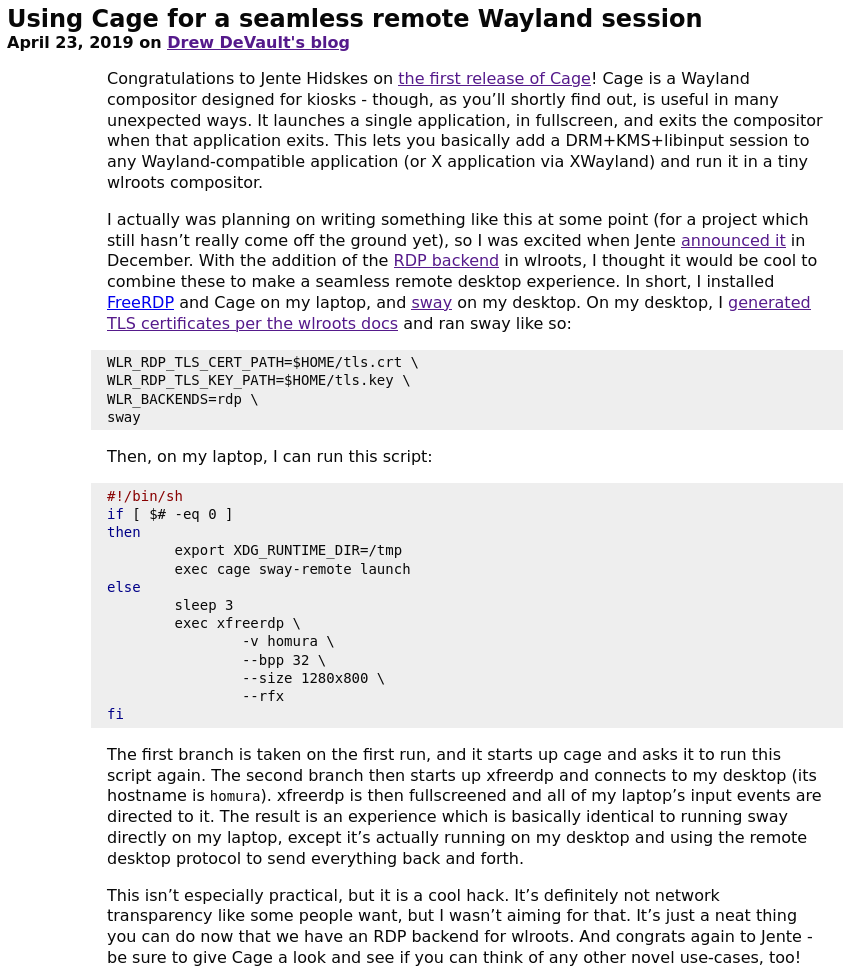 Using Cage for a seamless remote Wayland session
April 23, 2019 on Drew DeVault's blog
Congratulations to Jente Hidskes on the first release of Cage! Cage is a Wayland
compositor designed for kiosks - though, as you’ll shortly find out, is useful in many
unexpected ways. It launches a single application, in fullscreen, and exits the compositor
when that application exits. This lets you basically add a DRM+KMS+libinput session to
any Wayland-compatible application (or X application via XWayland) and run it in a tiny
wlroots compositor.
I actually was planning on writing something like this at some point (for a project which
still hasn’t really come off the ground yet), so I was excited when Jente announced it in
December. With the addition of the RDP backend in wlroots, I thought it would be cool to
combine these to make a seamless remote desktop experience. In short, I installed
FreeRDP and Cage on my laptop, and sway on my desktop. On my desktop, I generated
TLS certificates per the wlroots docs and ran sway like so:
WLR_RDP_TLS_CERT_PATH=$HOME/tls.crt \
WLR_RDP_TLS_KEY_PATH=$HOME/tls.key \
WLR_BACKENDS=rdp \
sway
Then, on my laptop, I can run this script:
#!/bin/sh
if [ $# -eq 0 ]
then
        export XDG_RUNTIME_DIR=/tmp
        exec cage sway-remote launch
else
        sleep 3
        exec xfreerdp \
                -v homura \
                --bpp 32 \
                --size 1280x800 \
                --rfx
fi
The first branch is taken on the first run, and it starts up cage and asks it to run this
script again. The second branch then starts up xfreerdp and connects to my desktop (its
hostname is homura). xfreerdp is then fullscreened and all of my laptop’s input events are
directed to it. The result is an experience which is basically identical to running sway
directly on my laptop, except it’s actually running on my desktop and using the remote
desktop protocol to send everything back and forth.
This isn’t especially practical, but it is a cool hack. It’s definitely not network
transparency like some people want, but I wasn’t aiming for that. It’s just a neat thing
you can do now that we have an RDP backend for wlroots. And congrats again to Jente -
be sure to give Cage a look and see if you can think of any other novel use-cases, too!